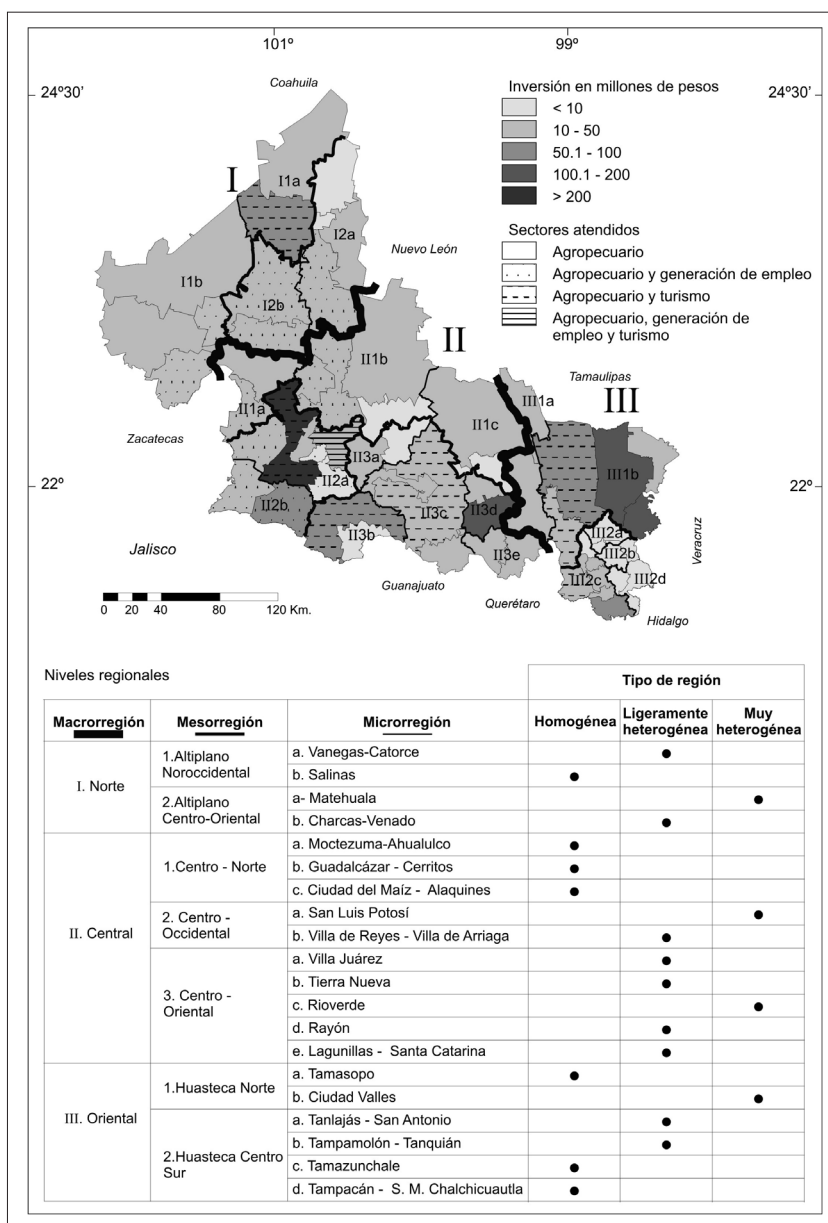 101º 99º
24º30' 24º30'
Coahuila
Inversión en millones de pesos
< 10
10 - 50
50.1 - 100
100.1 - 200
> 200
Sectores atendidos
Agropecuario
Agropecuario y generación de empleo
Agropecuario y turismo
Agropecuario, generación de
empleo y turismo
I
I1a
I2a
Nuevo León
I1b
I2b
II
II1b
Tamaulipas
III1a
III
II1a
II1c
Zacatecas
II3a
III1b
22º 22º
II2a
II2b
II3c
II3d
III2a
Jalisco
II3b
II3e
III2b
Veracruz
III2c
III2d
Guanajuato
Querétaro
Hidalgo
0 20 40 80 120 Km.
Niveles regionales
Tipo de región
Macrorregión Mesorregión Microrregión Homogénea Ligeramente heterogénea Muy heterogénea
I. Norte
1.Altiplano
Noroccidental
a. Vanegas-Catorce ●
b. Salinas ●
2.Altiplano
Centro-Oriental
a- Matehuala ●
b. Charcas-Venado ●
II. Central
1.Centro - Norte
a. Moctezuma-Ahualulco ●
b. Guadalcázar - Cerritos ●
c. Ciudad del Maíz - Alaquines ●
2. Centro -
Occidental
a. San Luis Potosí ●
b. Villa de Reyes - Villa de Arriaga ●
3. Centro -
Oriental
a. Villa Juárez ●
b. Tierra Nueva ●
c. Rioverde ●
d. Rayón ●
e. Lagunillas - Santa Catarina ●
III. Oriental
1.Huasteca Norte
a. Tamasopo ●
b. Ciudad Valles ●
2.Huasteca Centro
Sur
a. Tanlajás - San Antonio ●
b. Tampamolón - Tanquián ●
c. Tamazunchale ●
d. Tampacán - S. M. Chalchicuautla ●